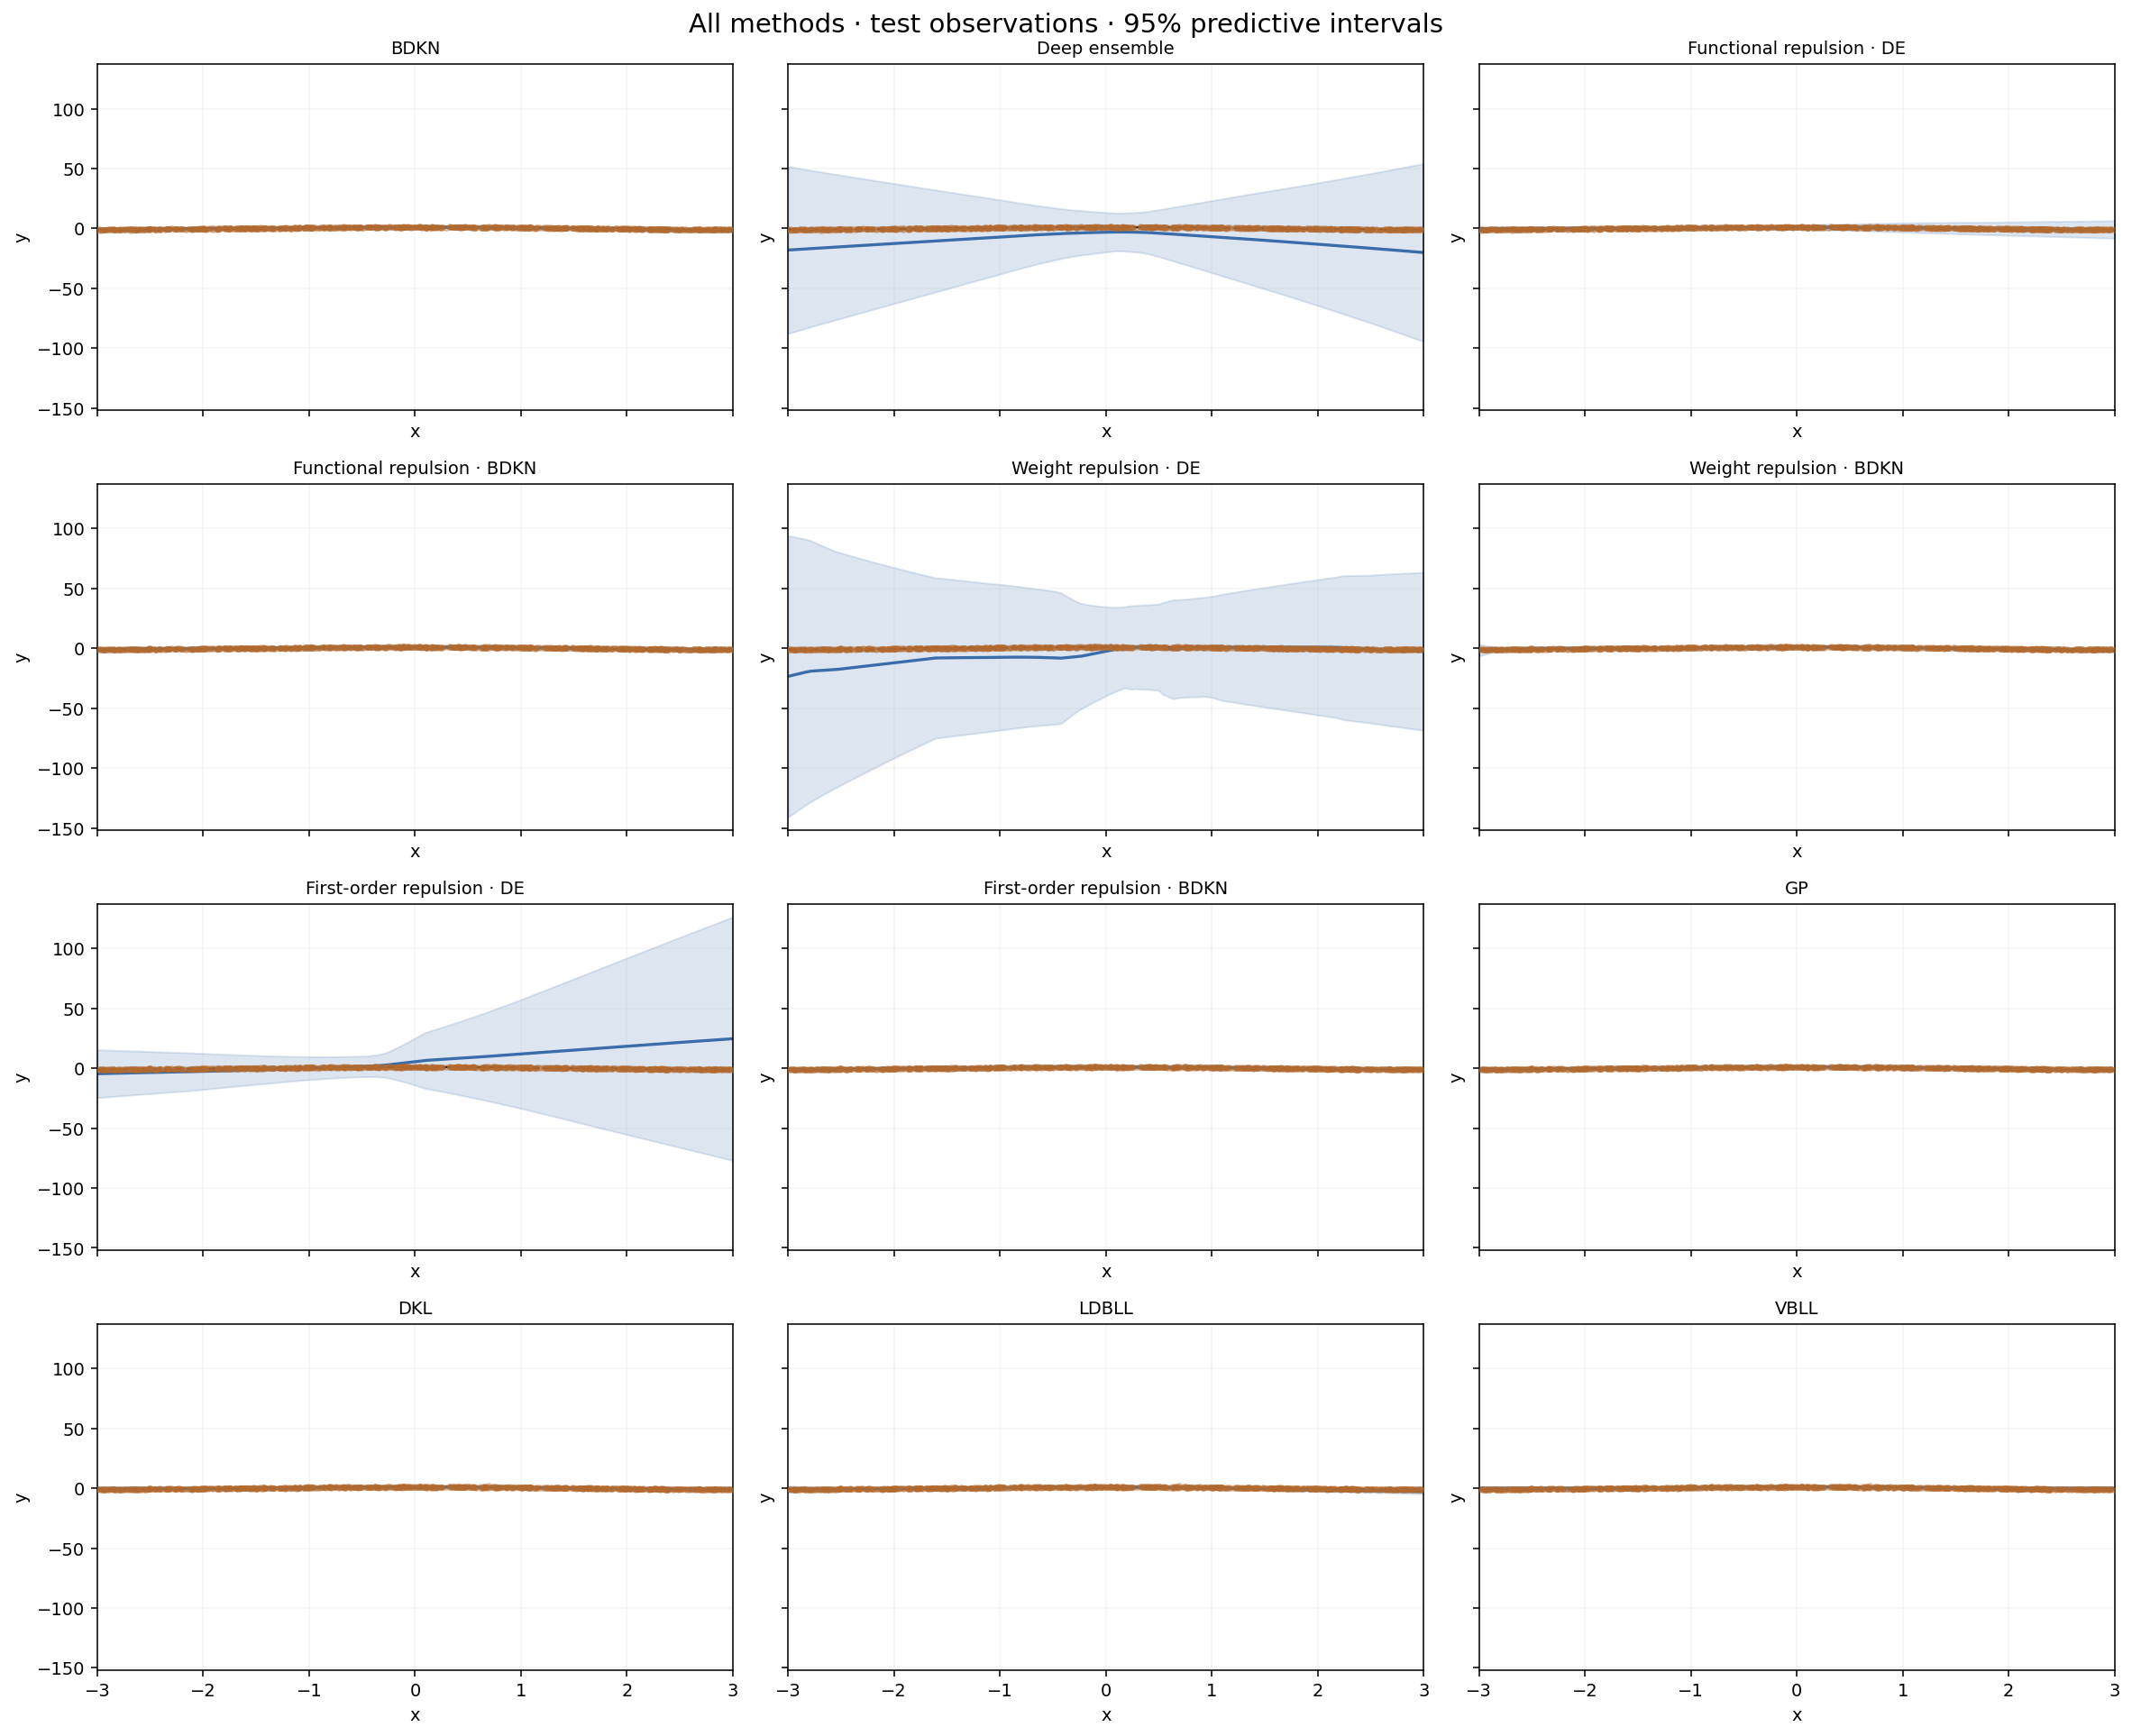 All methods · test observations · 95% predictive intervals
BDKN
Deep ensemble
Functional repulsion · DE
100
50
0
−50
−100
−150
y
y
y
x
x
x
Functional repulsion · BDKN
Weight repulsion · DE
Weight repulsion · BDKN
100
50
0
−50
−100
−150
y
y
y
x
x
x
First-order repulsion · DE
First-order repulsion · BDKN
GP
100
50
0
−50
−100
−150
y
y
y
x
x
x
DKL
LDBLL
VBLL
100
50
0
−50
−100
−150
y
y
y
−3 −2 −1 0 1 2 3
−3 −2 −1 0 1 2 3
−3 −2 −1 0 1 2 3
x
x
x